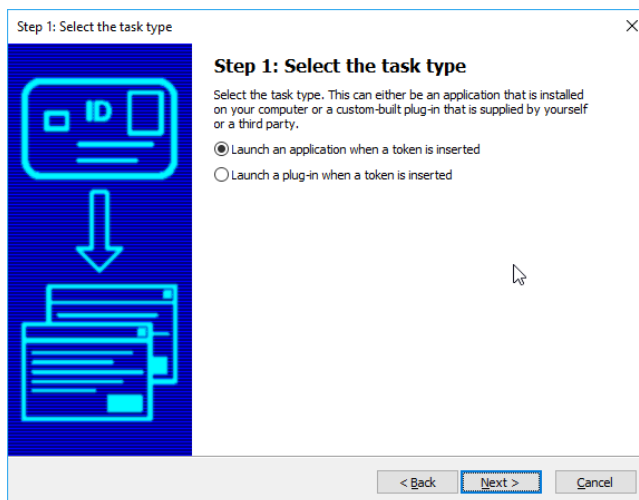 Step 1: Select the task type
ID
Step 1: Select the task type
Select the task type. This can either be an application that is installed
on your computer or a custom-built plug-in that is supplied by yourself
or a third party.
Launch an application when a token is inserted
Launch a plug-in when a token is inserted
< Back
Next >
Cancel